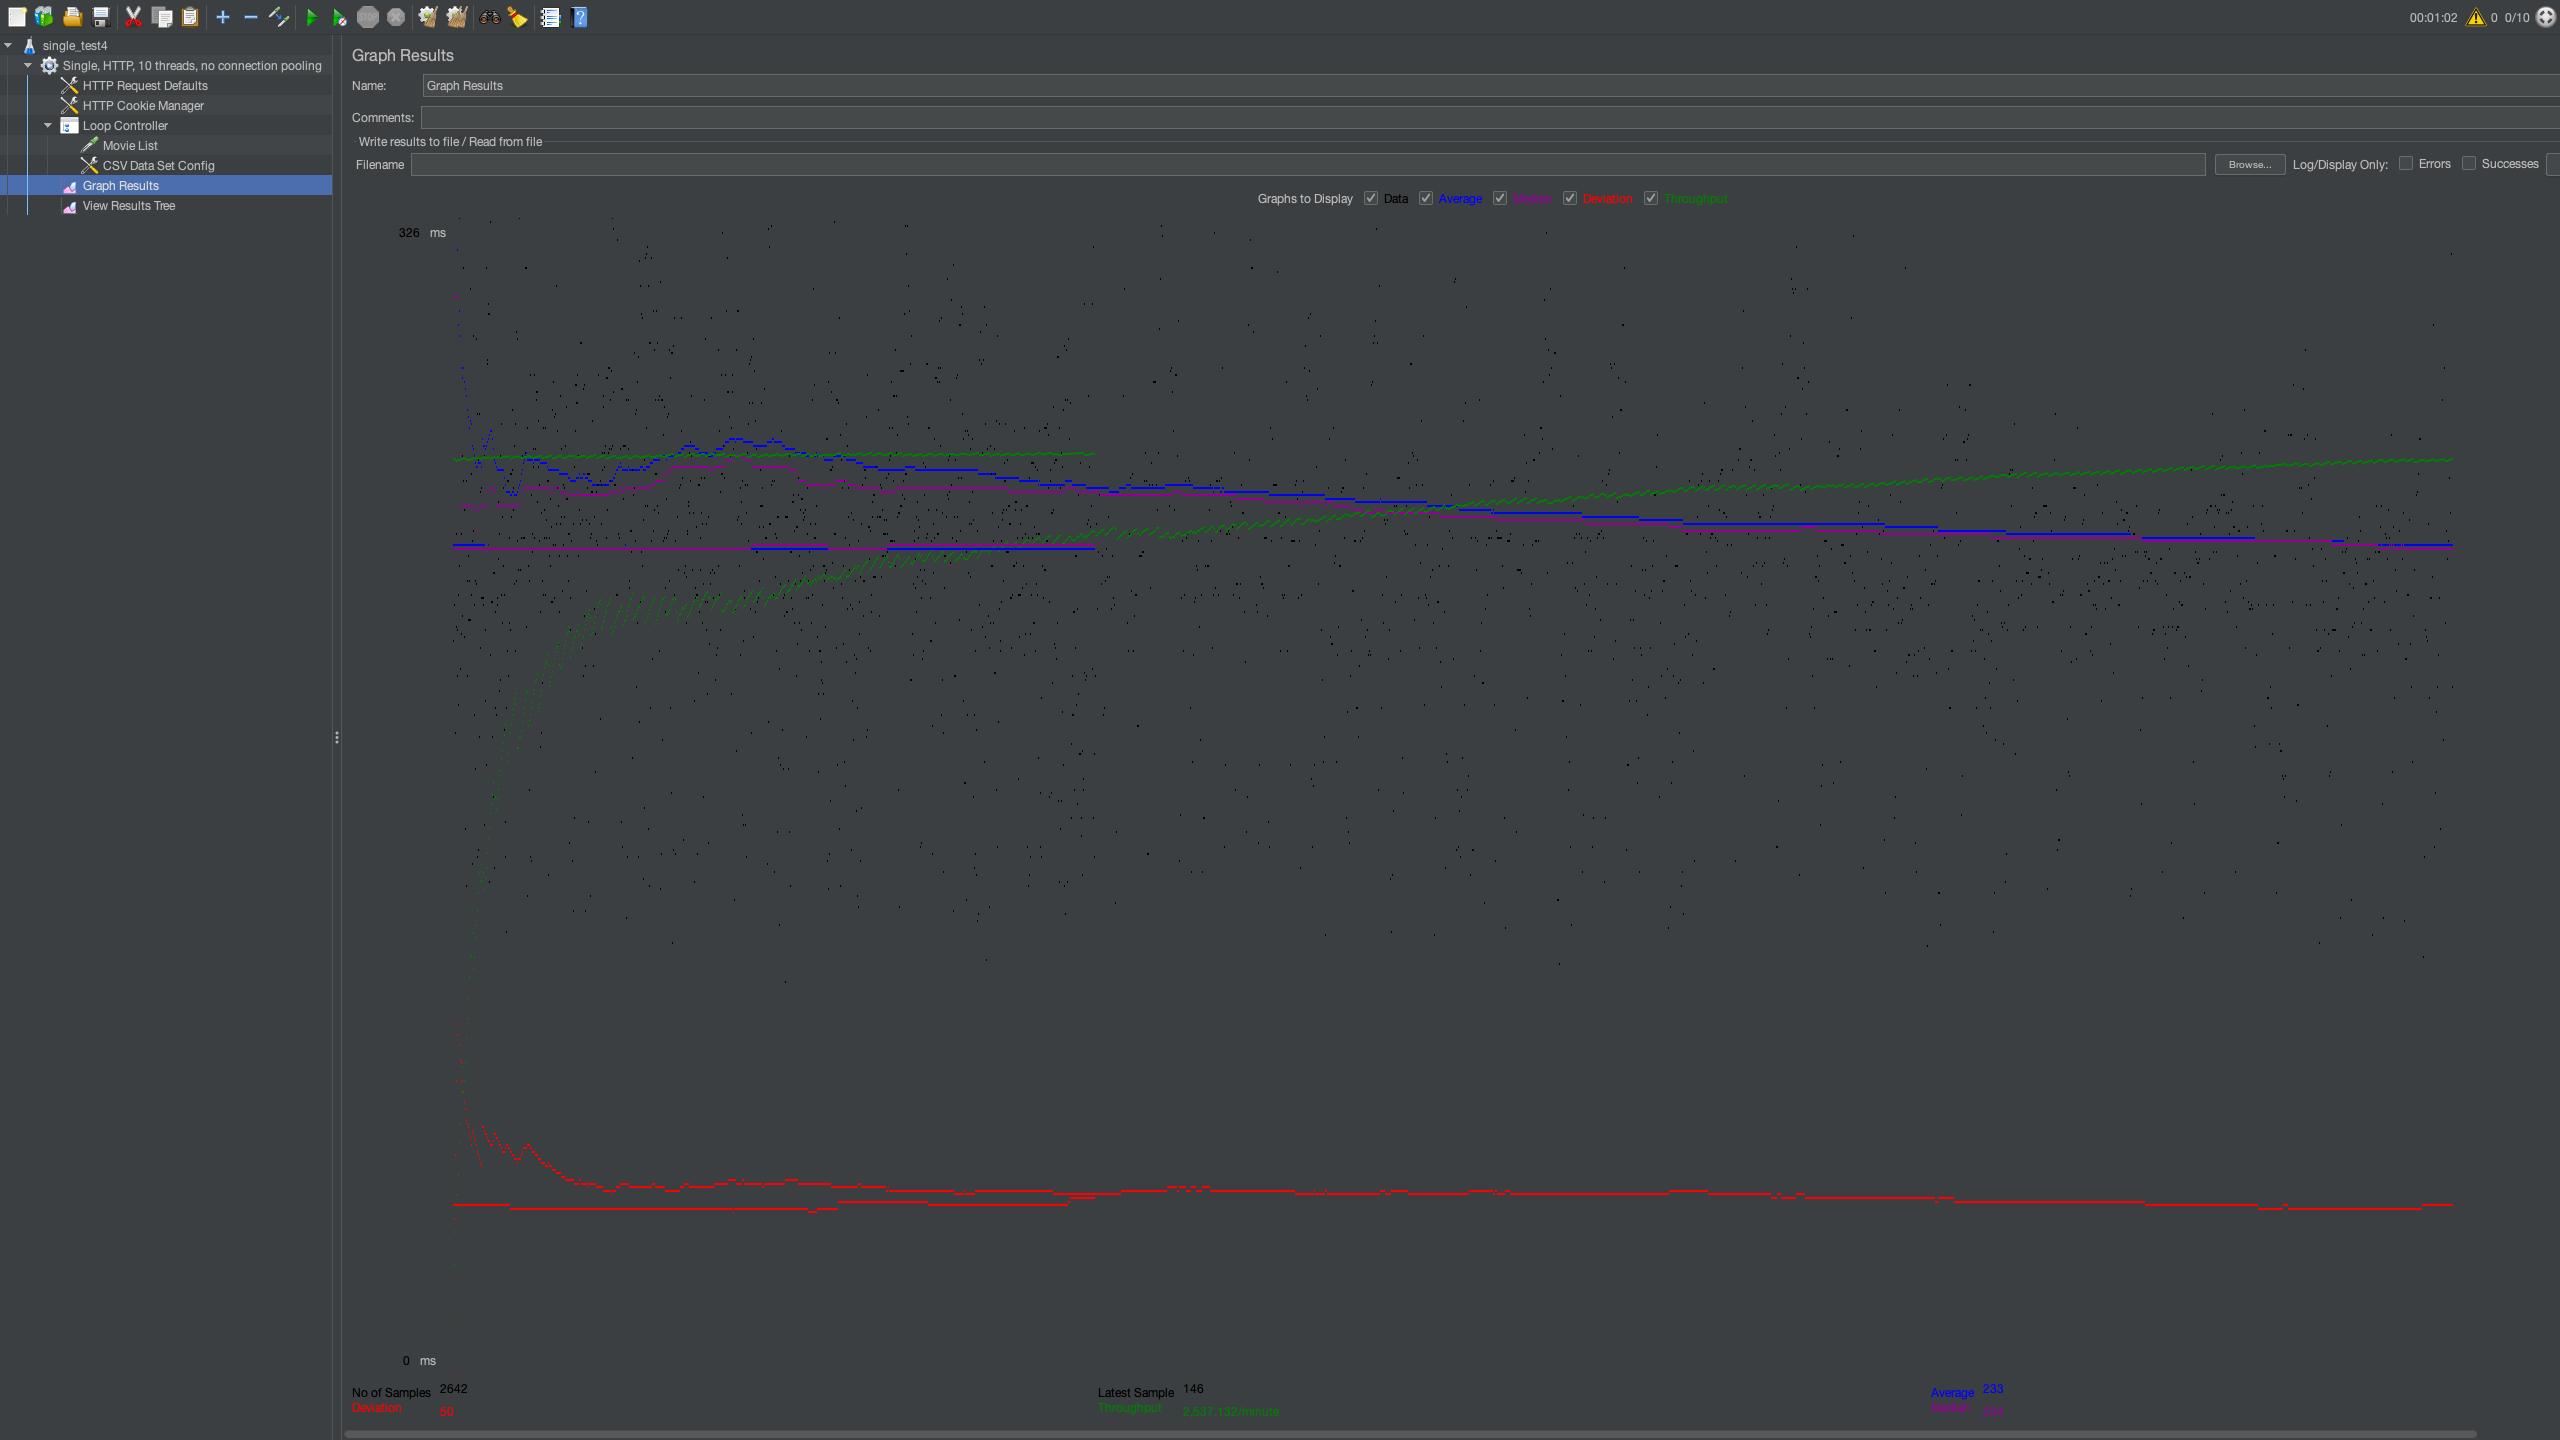 STOP
00:01:02 0 0/10
single_test4
Single, HTTP, 10 threads, no connection pooling
HTTP Request Defaults
HTTP Cookie Manager
Loop Controller
Movie List
CSV Data Set Config
Graph Results
View Results Tree
Graph Results
Name: Graph Results
Comments:
Write results to file / Read from file
Filename Browse... Log/Display Only: Errors Successes
Graphs to Display Data Average Median Deviation Throughput
326 ms
0 ms
No of Samples 2642 Latest Sample 146 Average 233
Deviation 50 Throughput 2,587.132/minute Median